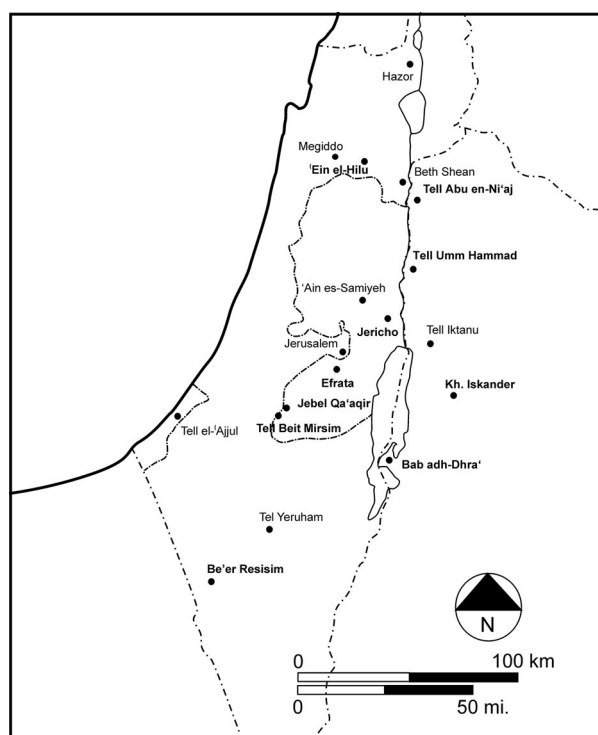 Hazor
Megiddo
ʿEin el-Hilu
Beth Shean
Tell Abu en-Niʿaj
Tell Umm Hammad
ʿAin es-Samiyeh
Jericho
Tell Iktanu
Jerusalem
Efrata
Kh. Iskander
Jebel Qaʿaqir
Tell el-ʿAjjul
Tell Beit Mirsim
Bab adh-Dhraʿ
Tel Yeruham
Be’er Resisim
N
0 100 km
0 50 mi.